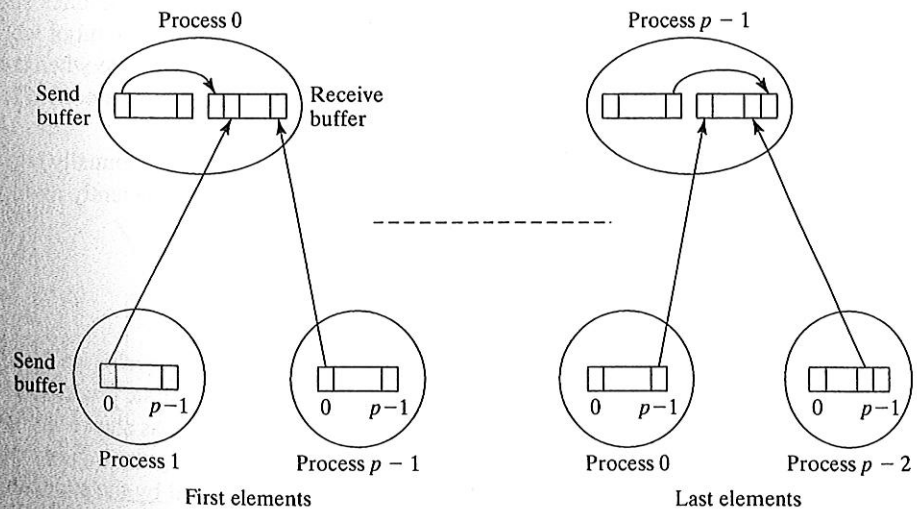 Process 0
Process p − 1
Send
buffer
Receive
buffer
Send
buffer
0 p−1
0 p−1
0 p−1
0 p−1
Process 1
Process p − 1
Process 0
Process p − 2
First elements
Last elements